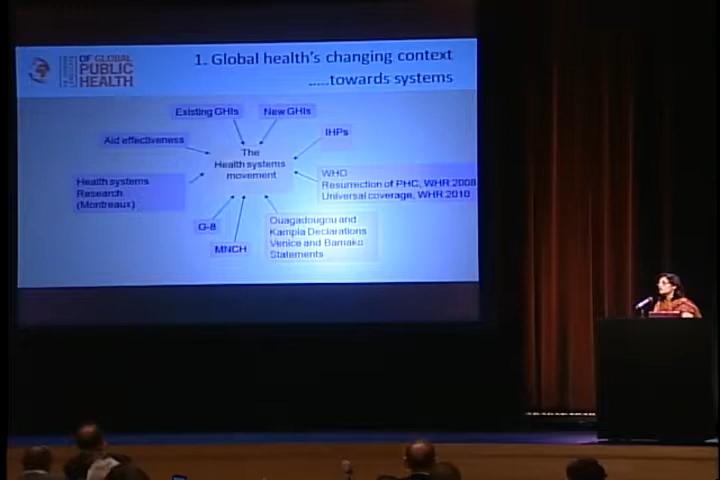 OF GLOBAL
PUBLIC
HEALTH
1. Global health's changing context
.....towards systems
Existing GHIs
New GHIs
Aid effectiveness
IHPs
The
Health systems
movement
Health systems
Research
(Montreaux)
WHO
Resurrection of PHC, WHR 2008
Universal coverage, WHR 2010
G-8
MNCH
Ouagadougou and
Kampla Declarations
Venice and Bamako
Statements